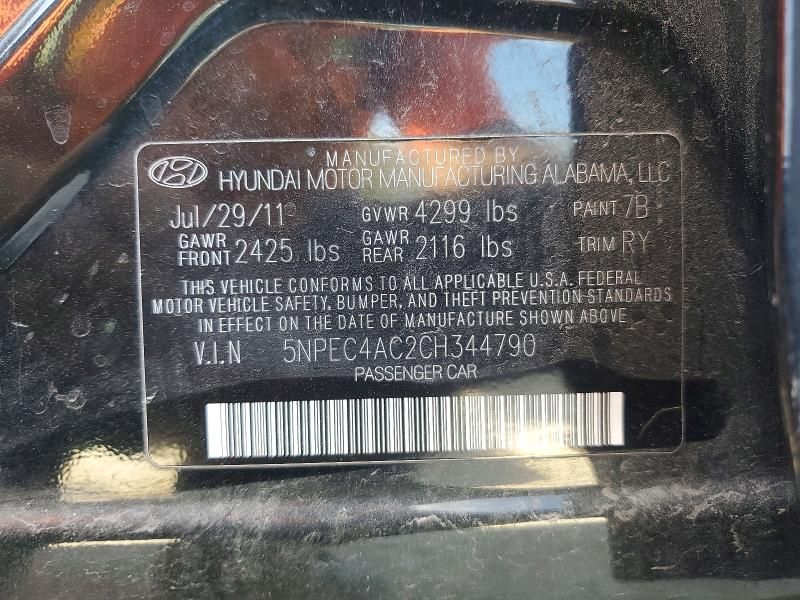 MANUFACTURED BY
HYUNDAI MOTOR MANUFACTURING ALABAMA, LLC
Jul/29/11 GVWR 4299 lbs PAINT 7B
GAWR FRONT 2425 lbs GAWR REAR 2116 lbs TRIM RY
THIS VEHICLE CONFORMS TO ALL APPLICABLE U.S.A. FEDERAL
MOTOR VEHICLE SAFETY, BUMPER, AND THEFT PREVENTION STANDARDS
IN EFFECT ON THE DATE OF MANUFACTURE SHOWN ABOVE
V.I.N 5NPEC4AC2CH344790
PASSENGER CAR